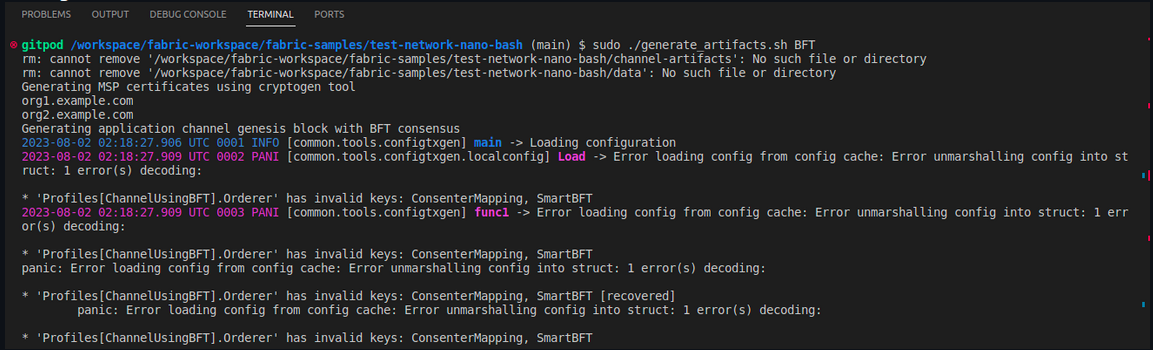 PROBLEMS OUTPUT DEBUG CONSOLE TERMINAL PORTS
gitpod /workspace/fabric-workspace/fabric-samples/test-network-nano-bash (main) $ sudo ./generate_artifacts.sh BFT
rm: cannot remove '/workspace/fabric-workspace/fabric-samples/test-network-nano-bash/channel-artifacts': No such file or directory
rm: cannot remove '/workspace/fabric-workspace/fabric-samples/test-network-nano-bash/data': No such file or directory
Generating MSP certificates using cryptogen tool
org1.example.com
org2.example.com
Generating application channel genesis block with BFT consensus
2023-08-02 02:18:27.906 UTC 0001 INFO [common.tools.configtxgen] main -> Loading configuration
2023-08-02 02:18:27.909 UTC 0002 PANI [common.tools.configtxgen.localconfig] Load -> Error loading config from config cache: Error unmarshalling config into st
ruct: 1 error(s) decoding:
* 'Profiles[ChannelUsingBFT].Orderer' has invalid keys: ConsenterMapping, SmartBFT
2023-08-02 02:18:27.909 UTC 0003 PANI [common.tools.configtxgen] func1 -> Error loading config from config cache: Error unmarshalling config into struct: 1 err
or(s) decoding:
* 'Profiles[ChannelUsingBFT].Orderer' has invalid keys: ConsenterMapping, SmartBFT
panic: Error loading config from config cache: Error unmarshalling config into struct: 1 error(s) decoding:
* 'Profiles[ChannelUsingBFT].Orderer' has invalid keys: ConsenterMapping, SmartBFT [recovered]
panic: Error loading config from config cache: Error unmarshalling config into struct: 1 error(s) decoding:
* 'Profiles[ChannelUsingBFT].Orderer' has invalid keys: ConsenterMapping, SmartBFT